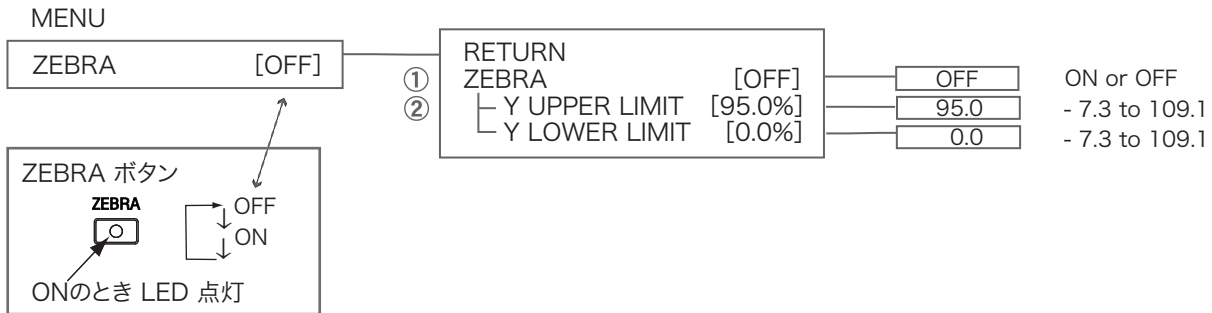 MENU
ZEBRA [OFF]
RETURN
① ZEBRA [OFF] OFF ON or OFF
② Y UPPER LIMIT [95.0%] 95.0 - 7.3 to 109.1
Y LOWER LIMIT [0.0%] 0.0 - 7.3 to 109.1
ZEBRA ボタン
ZEBRA
OFF
ON
ONのとき LED 点灯